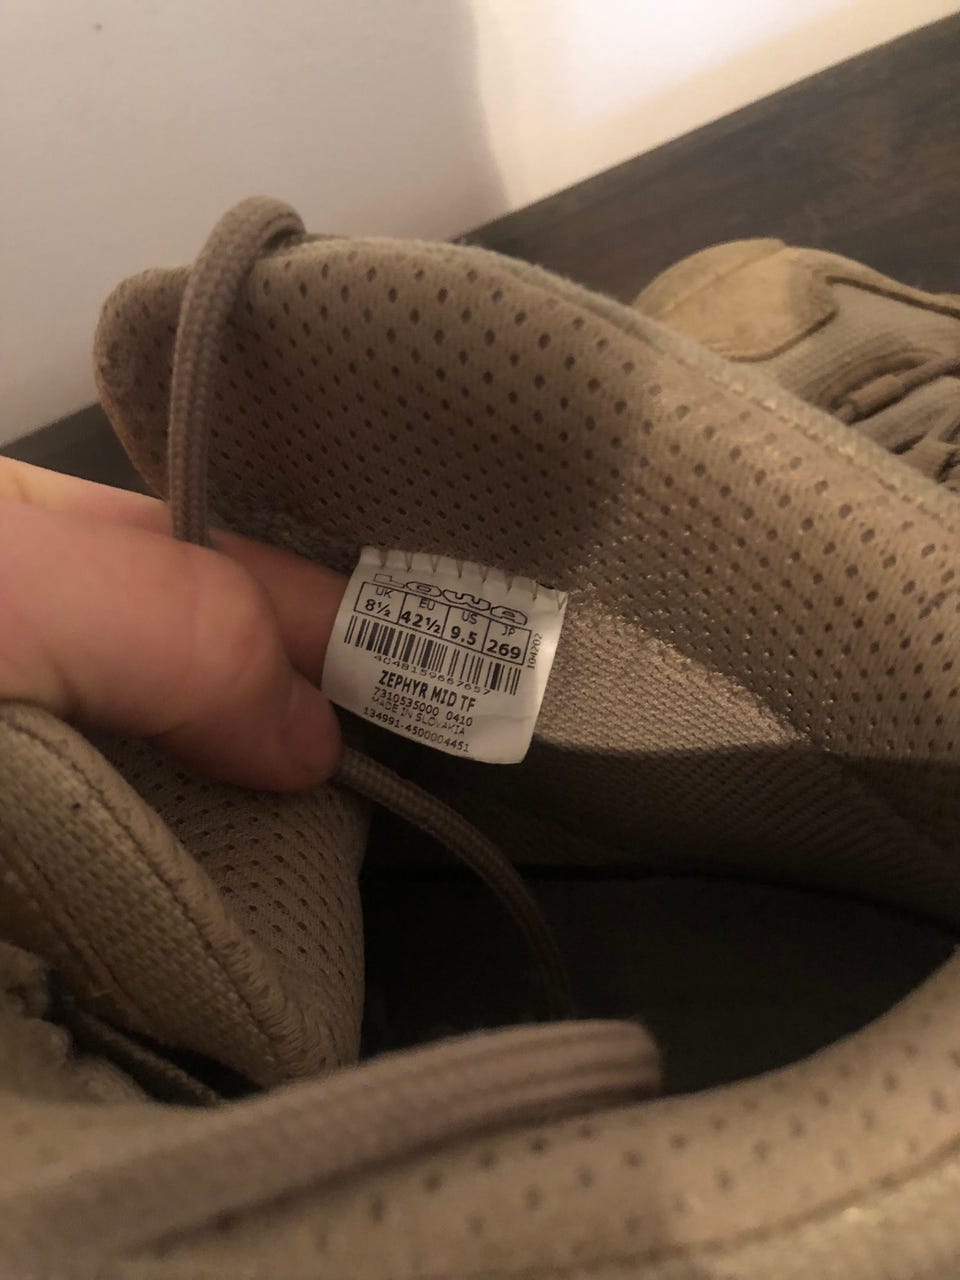 LOWA
UK EU US JP
8½ 42½ 9.5 269
104202
4048159667657
ZEPHYR MID TF
7310535000 0410
MADE IN SLOVAKIA
134991-4500004451